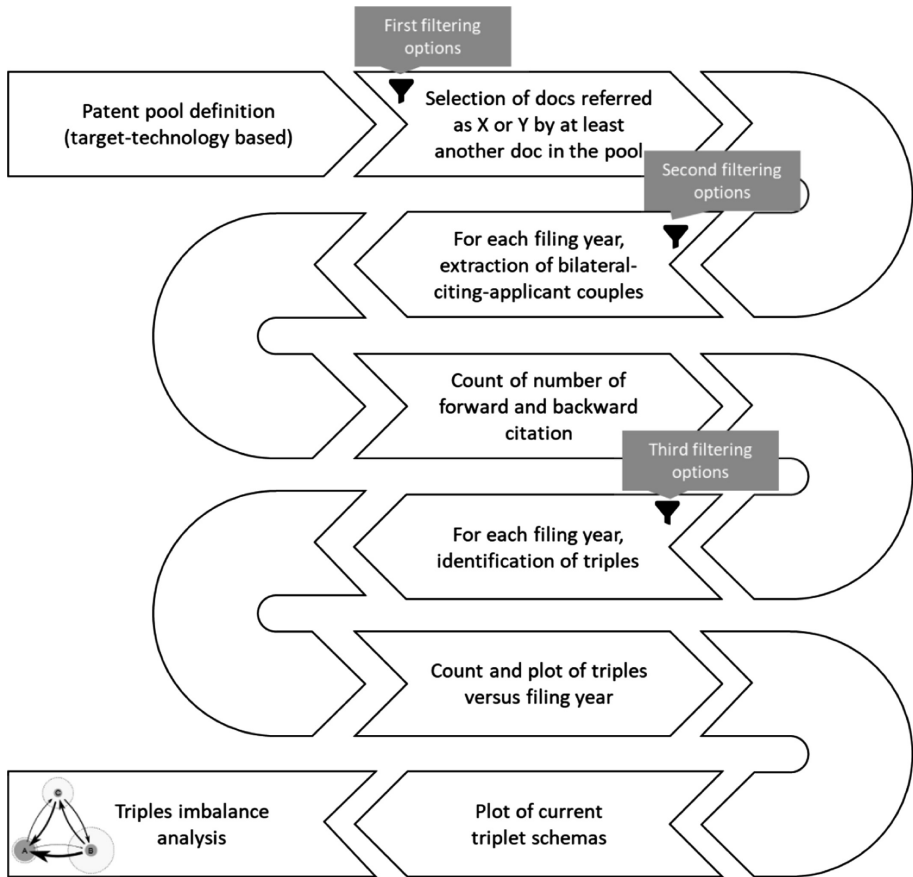 First filtering
options
Patent pool definition
(target-technology based)
Selection of docs referred
as X or Y by at least
another doc in the pool
Second filtering
options
For each filing year,
extraction of bilateral-
citing-applicant couples
Count of number of
forward and backward
citation
Third filtering
options
For each filing year,
identification of triples
Count and plot of triples
versus filing year
Plot of current
triplet schemas
Triples imbalance
analysis
C
A
B